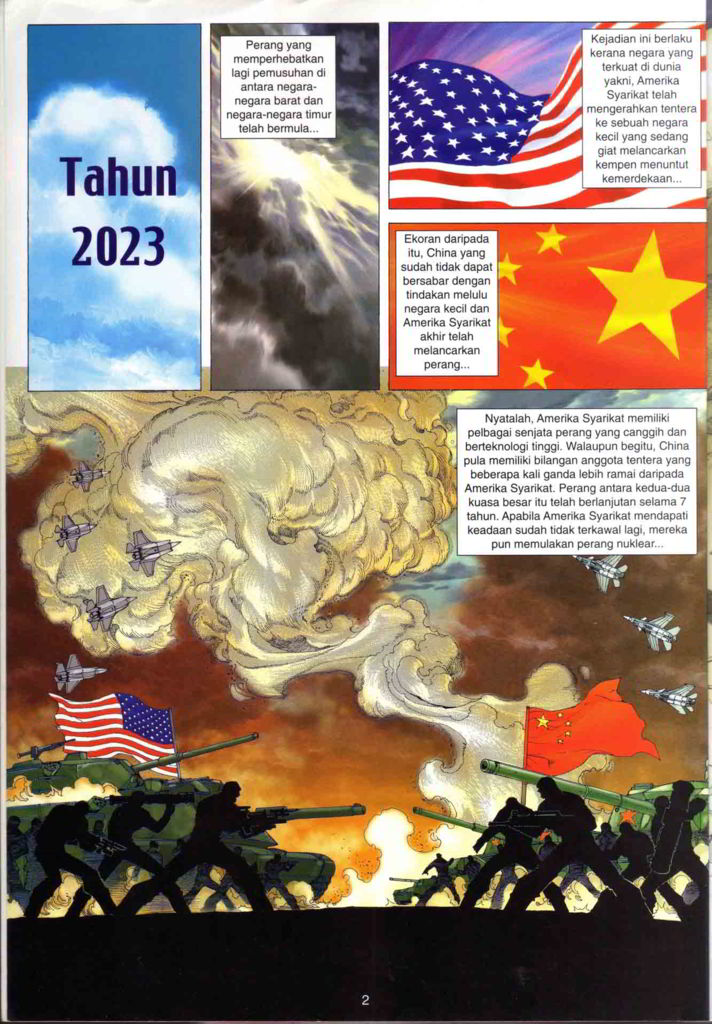 Tahun
2023
Perang yang
memperhebatkan
lagi pemusuhan di
antara negara-
negara barat dan
negara-negara timur
telah bermula...
Kejadian ini berlaku
kerana negara yang
terkuat di dunia
yakni, Amerika
Syarikat telah
mengerahkan tentera
ke sebuah negara
kecil yang sedang
giat melancarkan
kempen menuntut
kemerdekaan...
Ekoran daripada
itu, China yang
sudah tidak dapat
bersabar dengan
tindakan melulu
negara kecil dan
Amerika Syarikat
akhir telah
melancarkan
perang...
Nyatalah, Amerika Syarikat memiliki
pelbagai senjata perang yang canggih dan
berteknologi tinggi. Walaupun begitu, China
pula memiliki bilangan anggota tentera yang
beberapa kali ganda lebih ramai daripada
Amerika Syarikat. Perang antara kedua-dua
kuasa besar itu telah berlanjutan selama 7
tahun. Apabila Amerika Syarikat mendapati
keadaan sudah tidak terkawal lagi, mereka
pun memulakan perang nuklear...
2